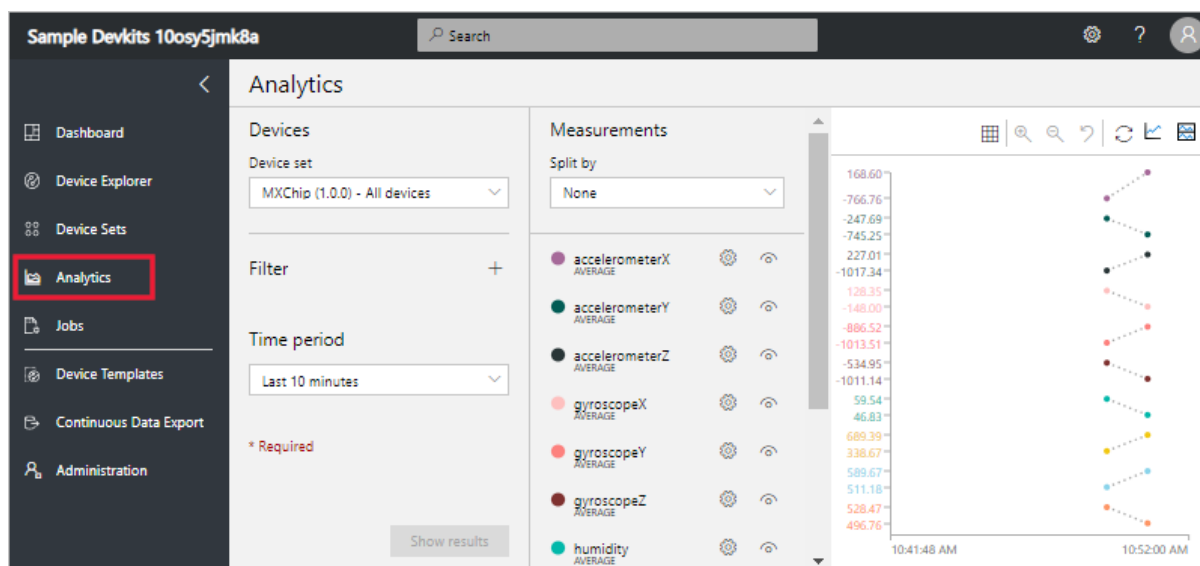 Sample Devkits 10osy5jmk8a
Search
?
Analytics
Dashboard
Device Explorer
Device Sets
Analytics
Jobs
Device Templates
Continuous Data Export
Administration
Devices
Device set
MXChip (1.0.0) - All devices
Filter
Time period
Last 10 minutes
* Required
Show results
Measurements
Split by
None
accelerometerX
AVERAGE
accelerometerY
AVERAGE
accelerometerZ
AVERAGE
gyroscopeX
AVERAGE
gyroscopeY
AVERAGE
gyroscopeZ
AVERAGE
humidity
AVERAGE
168.60
-766.76
-247.69
-745.25
227.01
-1017.34
128.35
-148.00
-886.52
-1013.51
-534.95
-1011.14
59.54
46.83
689.39
338.67
589.67
511.18
528.47
496.76
10:41:48 AM
10:52:00 AM